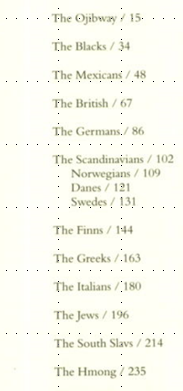 The Ojibway / 15
The Blacks / 34
The Mexicans / 48
The British / 67
The Germans / 86
The Scandinavians / 102
Norwegians / 109
Danes / 121
Swedes / 131
The Finns / 144
The Greeks / 163
The Italians / 180
The Jews / 196
The South Slavs / 214
The Hmong / 235